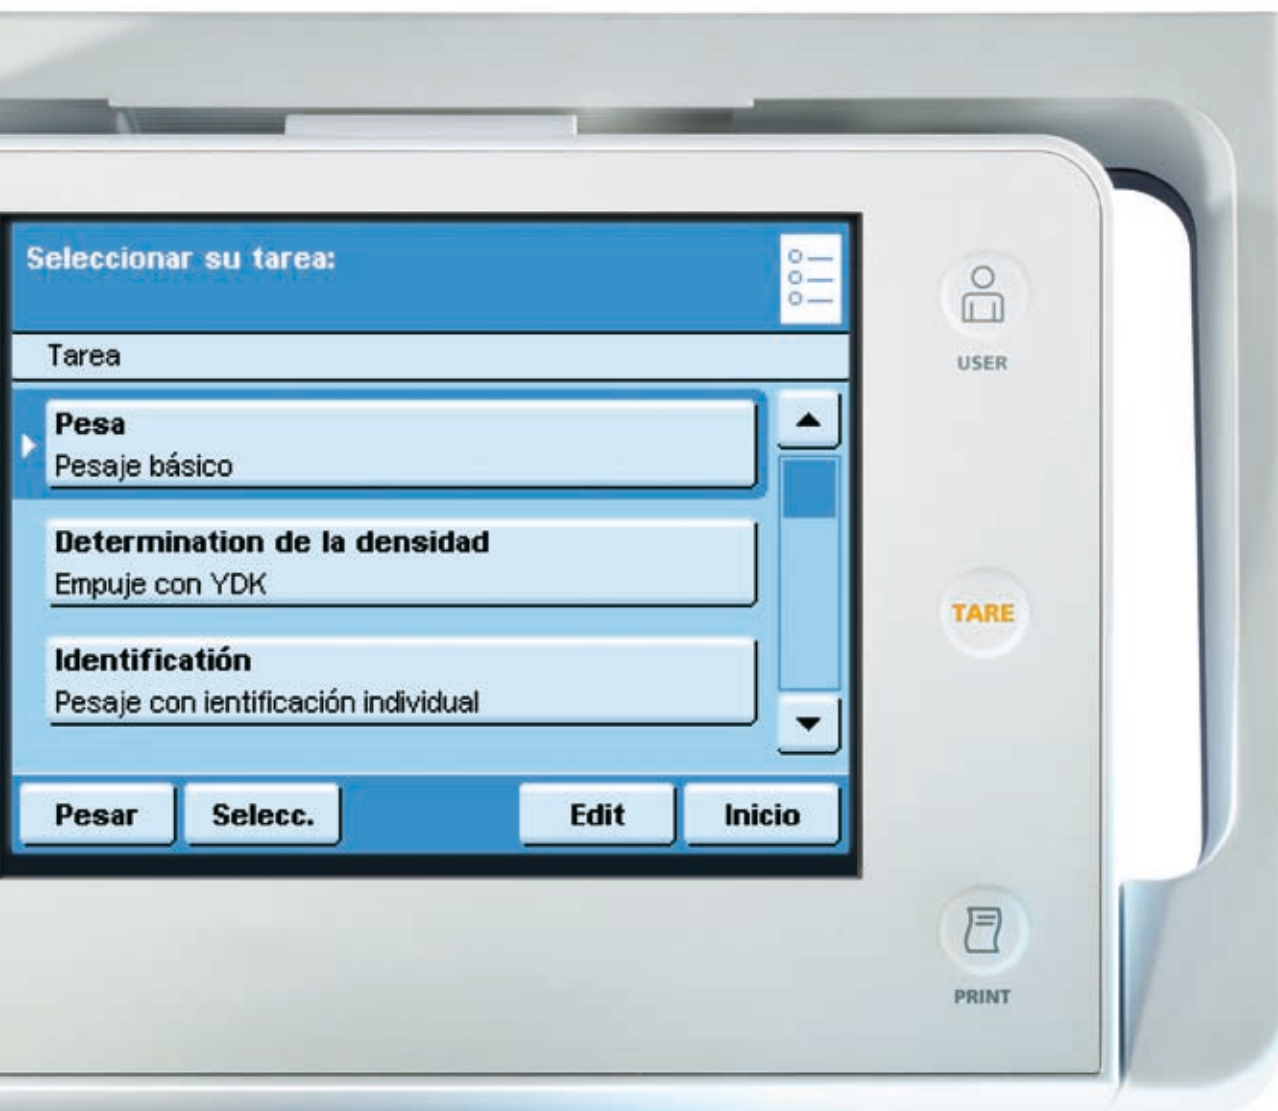 Seleccionar su tarea:
Tarea
Pesa
Pesaje básico
Determination de la densidad
Empuje con YDK
Identificatión
Pesaje con ientificación individual
Pesar Selecc. Edit Inicio
USER
TARE
PRINT